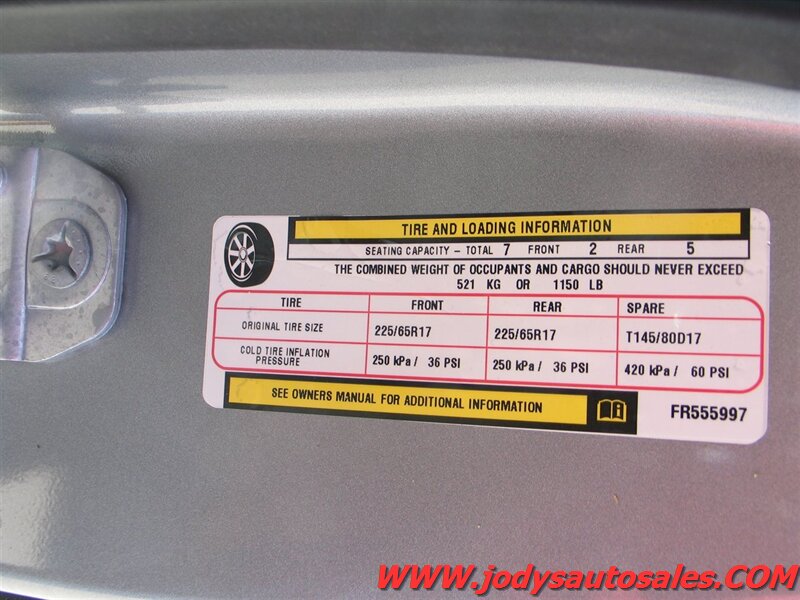 TIRE AND LOADING INFORMATION
SEATING CAPACITY – TOTAL 7 FRONT 2 REAR 5
THE COMBINED WEIGHT OF OCCUPANTS AND CARGO SHOULD NEVER EXCEED
521 KG OR 1150 LB
TIRE FRONT REAR SPARE
ORIGINAL TIRE SIZE 225/65R17 225/65R17 T145/80D17
COLD TIRE INFLATION
PRESSURE 250 kPa / 36 PSI 250 kPa / 36 PSI 420 kPa / 60 PSI
SEE OWNERS MANUAL FOR ADDITIONAL INFORMATION
FR555997
WWW.jodysautosales.COM